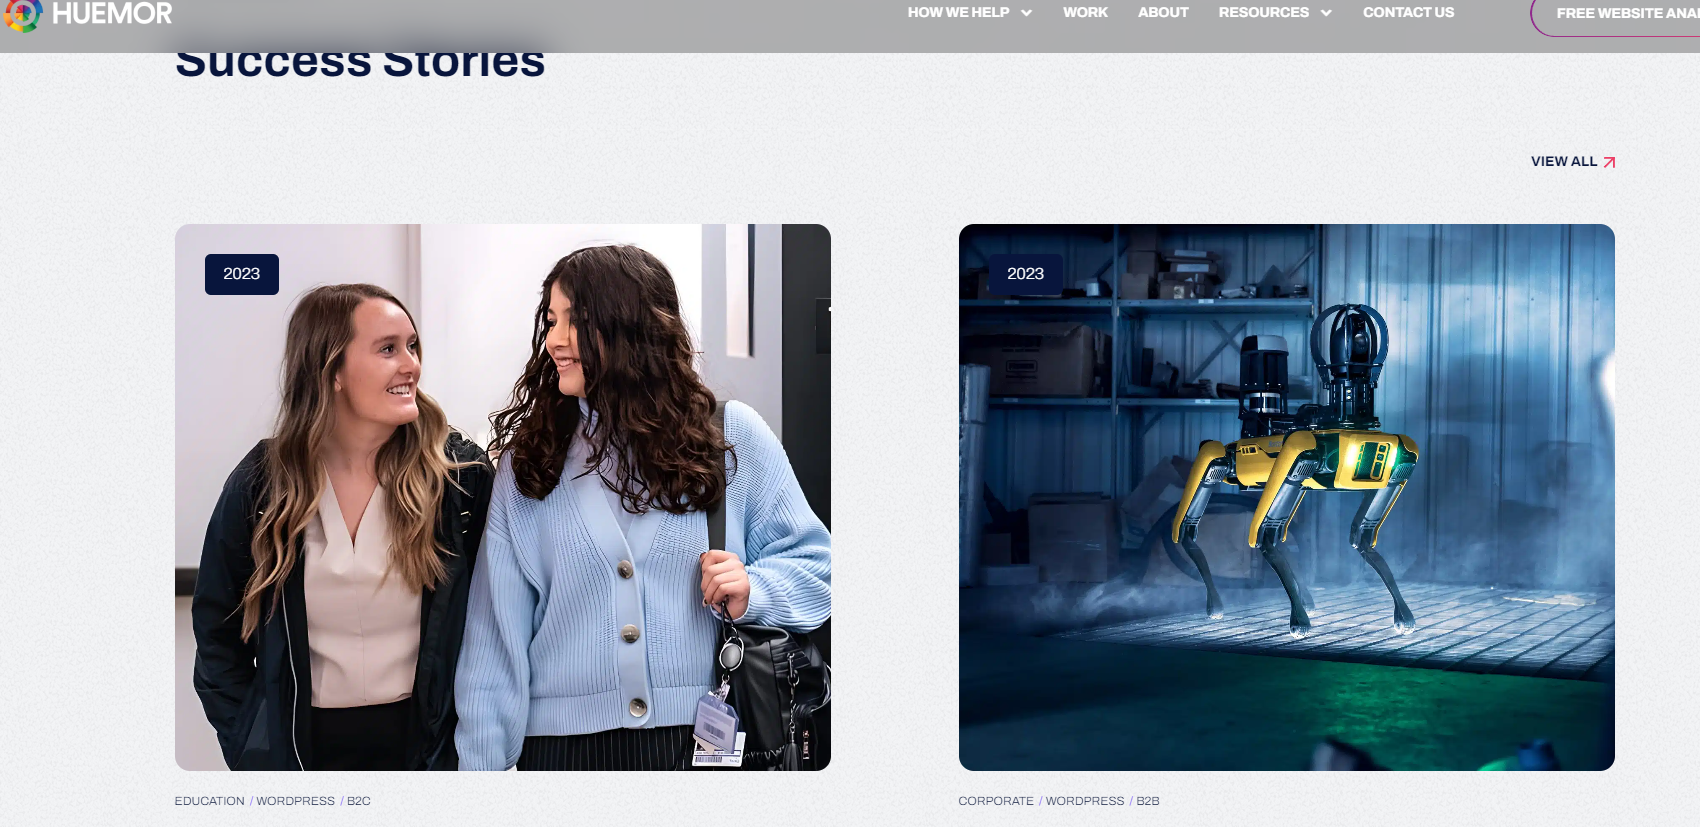 HUEMOR
HOW WE HELP
WORK
ABOUT
RESOURCES
CONTACT US
FREE WEBSITE
Success Stories
VIEW ALL
2023
2023
EDUCATION / WORDPRESS / B2C
CORPORATE / WORDPRESS / B2B